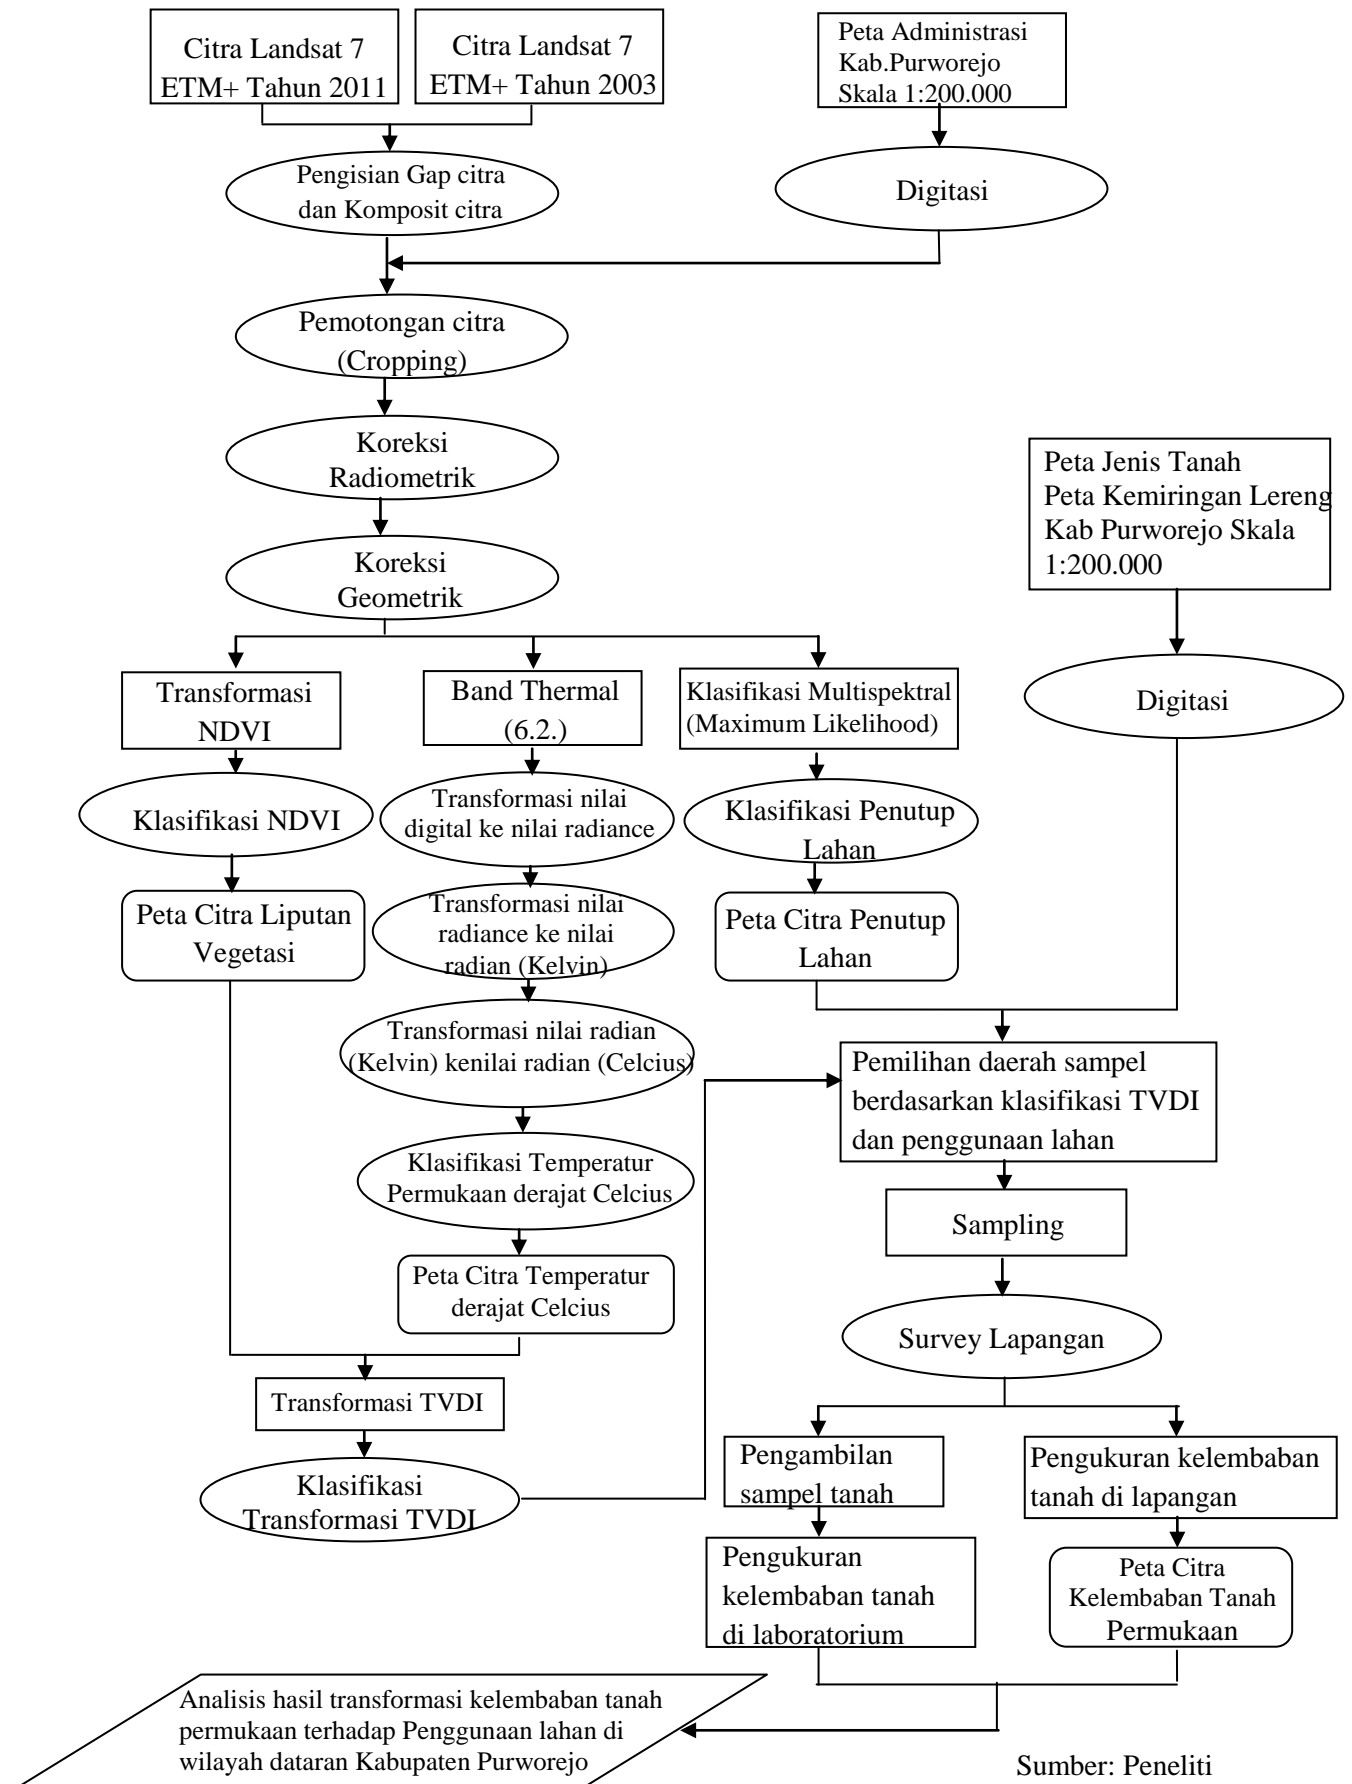 Citra Landsat 7
ETM+ Tahun 2011
Citra Landsat 7
ETM+ Tahun 2003
Peta Administrasi
Kab.Purworejo
Skala 1:200.000
Pengisian Gap citra
dan Komposit citra
Digitasi
Pemotongan citra
(Cropping)
Koreksi
Radiometrik
Koreksi
Geometrik
Peta Jenis Tanah
Peta Kemiringan Lereng
Kab Purworejo Skala
1:200.000
Digitasi
Transformasi
NDVI
Band Thermal
(6.2.)
Klasifikasi Multispektral
(Maximum Likelihood)
Klasifikasi NDVI
Transformasi nilai
digital ke nilai radiance
Klasifikasi Penutup
Lahan
Peta Citra Liputan
Vegetasi
Transformasi nilai
radiance ke nilai
radian (Kelvin)
Peta Citra Penutup
Lahan
Transformasi nilai radian
(Kelvin) kenilai radian (Celcius)
Pemilihan daerah sampel
berdasarkan klasifikasi TVDI
dan penggunaan lahan
Klasifikasi Temperatur
Permukaan derajat Celcius
Sampling
Peta Citra Temperatur
derajat Celcius
Survey Lapangan
Transformasi TVDI
Klasifikasi
Transformasi TVDI
Pengambilan
sampel tanah
Pengukuran kelembaban
tanah di lapangan
Pengukuran
kelembaban tanah
di laboratorium
Peta Citra
Kelembaban Tanah
Permukaan
Analisis hasil transformasi kelembaban tanah
permukaan terhadap Penggunaan lahan di
wilayah dataran Kabupaten Purworejo
Sumber: Peneliti